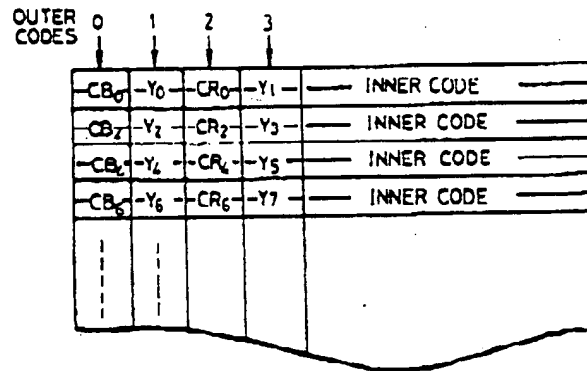 OUTER CODES 0 1 2 3
CB0 Y0 CR0 Y1 INNER CODE
CB2 Y2 CR2 Y3 INNER CODE
CB4 Y4 CR4 Y5 INNER CODE
CB6 Y6 CR6 Y7 INNER CODE